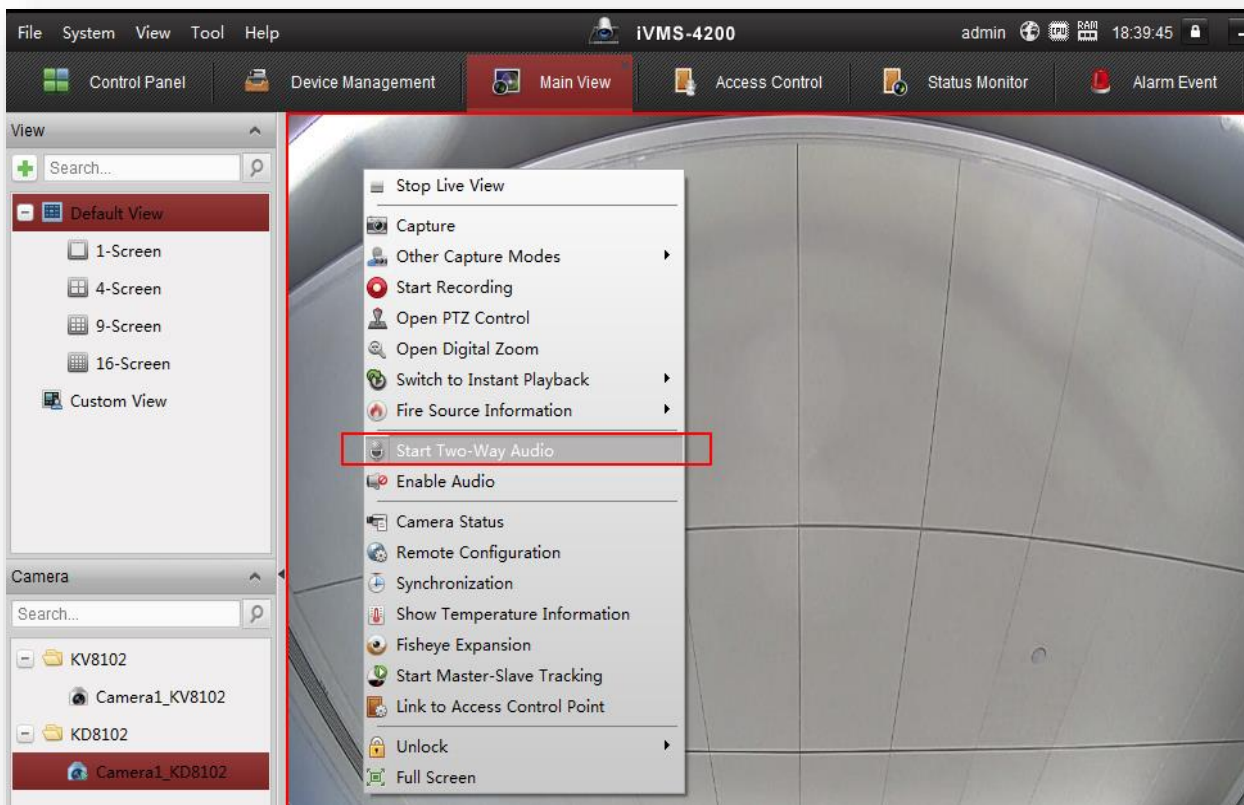 File System View Tool Help iVMS-4200 admin CPU RAM 18:39:45
Control Panel Device Management Main View Access Control Status Monitor Alarm Event
View
Search...
Default View
1-Screen
4-Screen
9-Screen
16-Screen
Custom View
Camera
Search...
KV8102
Camera1_KV8102
KD8102
Camera1_KD8102
Stop Live View
Capture
Other Capture Modes
Start Recording
Open PTZ Control
Open Digital Zoom
Switch to Instant Playback
Fire Source Information
Start Two-Way Audio
Enable Audio
Camera Status
Remote Configuration
Synchronization
Show Temperature Information
Fisheye Expansion
Start Master-Slave Tracking
Link to Access Control Point
Unlock
Full Screen